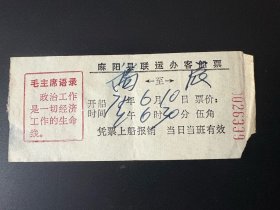 麻阳县联运办客船票
毛主席语录
政治工作
是一切经济
工作的生命
线。
←至→
开船 年6月10日 票价：
时间 午6时30分 伍角
凭票上船报销 当日当班有效
0026339